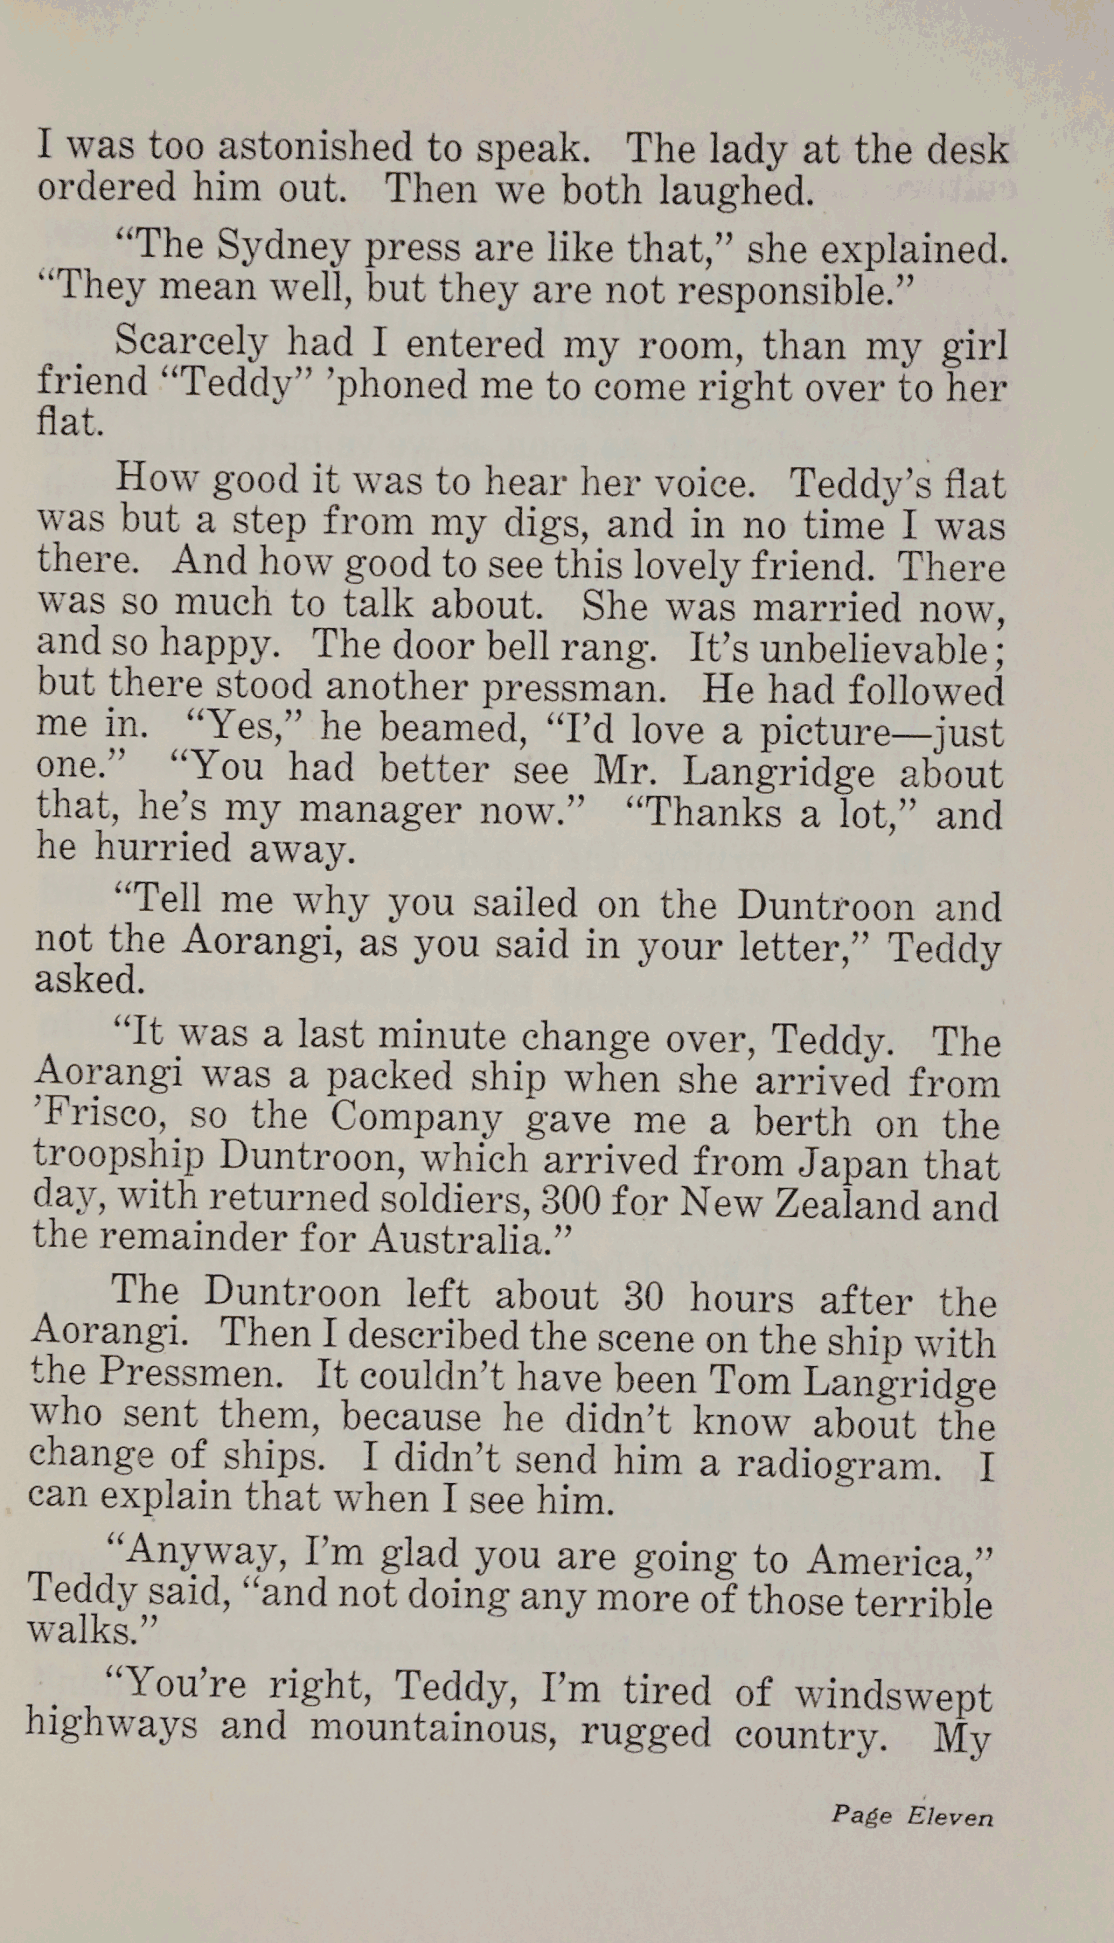 I was too astonished to speak. The lady at the desk
ordered him out. Then we both laughed.
“The Sydney press are like that,” she explained.
“They mean well, but they are not responsible.”
Scarcely had I entered my room, than my girl
friend “Teddy” ’phoned me to come right over to her
flat.
How good it was to hear her voice. Teddy’s flat
was but a step from my digs, and in no time I was
there. And how good to see this lovely friend. There
was so much to talk about. She was married now,
and so happy. The door bell rang. It’s unbelievable;
but there stood another pressman. He had followed
me in. “Yes,” he beamed, “I’d love a picture—just
one.” “You had better see Mr. Langridge about
that, he’s my manager now.” “Thanks a lot,” and
he hurried away.
“Tell me why you sailed on the Duntroon and
not the Aorangi, as you said in your letter,” Teddy
asked.
“It was a last minute change over, Teddy. The
Aorangi was a packed ship when she arrived from
’Frisco, so the Company gave me a berth on the
troopship Duntroon, which arrived from Japan that
day, with returned soldiers, 300 for New Zealand and
the remainder for Australia.”
The Duntroon left about 30 hours after the
Aorangi. Then I described the scene on the ship with
the Pressmen. It couldn’t have been Tom Langridge
who sent them, because he didn’t know about the
change of ships. I didn’t send him a radiogram. I
can explain that when I see him.
“Anyway, I’m glad you are going to America,”
Teddy said, “and not doing any more of those terrible
walks.”
“You’re right, Teddy, I’m tired of windswept
highways and mountainous, rugged country. My
Page Eleven